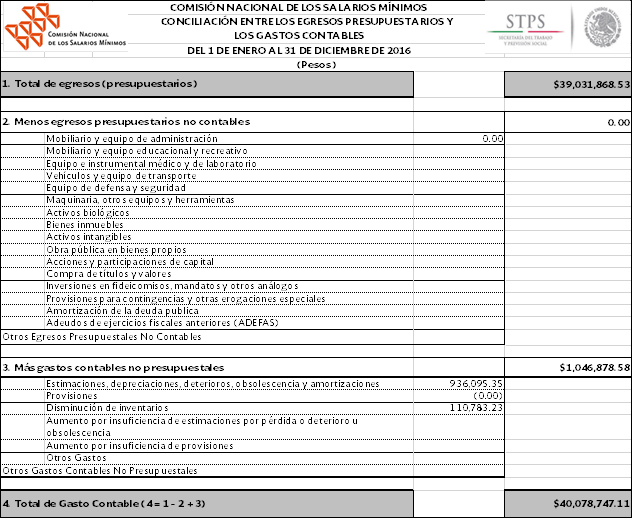 COMISIÓN NACIONAL DE LOS SALARIOS MÍNIMOS
CONCILIACIÓN ENTRE LOS EGRESOS PRESUPUESTARIOS Y
LOS GASTOS CONTABLES
DEL 1 DE ENERO AL 31 DE DICIEMBRE DE 2016
(Pesos)
COMISIÓN NACIONAL
DE LOS SALARIOS MÍNIMOS
STPS
SECRETARÍA DEL TRABAJO
Y PREVISIÓN SOCIAL
1. Total de egresos (presupuestarios) $39,031,868.53
2. Menos egresos presupuestarios no contables 0.00
Mobiliario y equipo de administración 0.00
Mobiliario y equipo educacional y recreativo
Equipo e instrumental médico y de laboratorio
Vehículos y equipo de transporte
Equipo de defensa y seguridad
Maquinaria, otros equipos y herramientas
Activos biológicos
Bienes inmuebles
Activos intangibles
Obra pública en bienes propios
Acciones y participaciones de capital
Compra de títulos y valores
Inversiones en fideicomisos, mandatos y otros análogos
Provisiones para contingencias y otras erogaciones especiales
Amortización de la deuda publica
Adeudos de ejercicios fiscales anteriores (ADEFAS)
Otros Egresos Presupuestales No Contables
3. Más gastos contables no presupuestales $1,046,878.58
Estimaciones, depreciaciones, deterioros, obsolescencia y amortizaciones 936,095.35
Provisiones (0.00)
Disminución de inventarios 110,783.23
Aumento por insuficiencia de estimaciones por pérdida o deterioro u
obsolescencia
Aumento por insuficiencia de provisiones
Otros Gastos
Otros Gastos Contables No Presupuestales
4. Total de Gasto Contable ( 4 = 1 - 2 + 3) $40,078,747.11